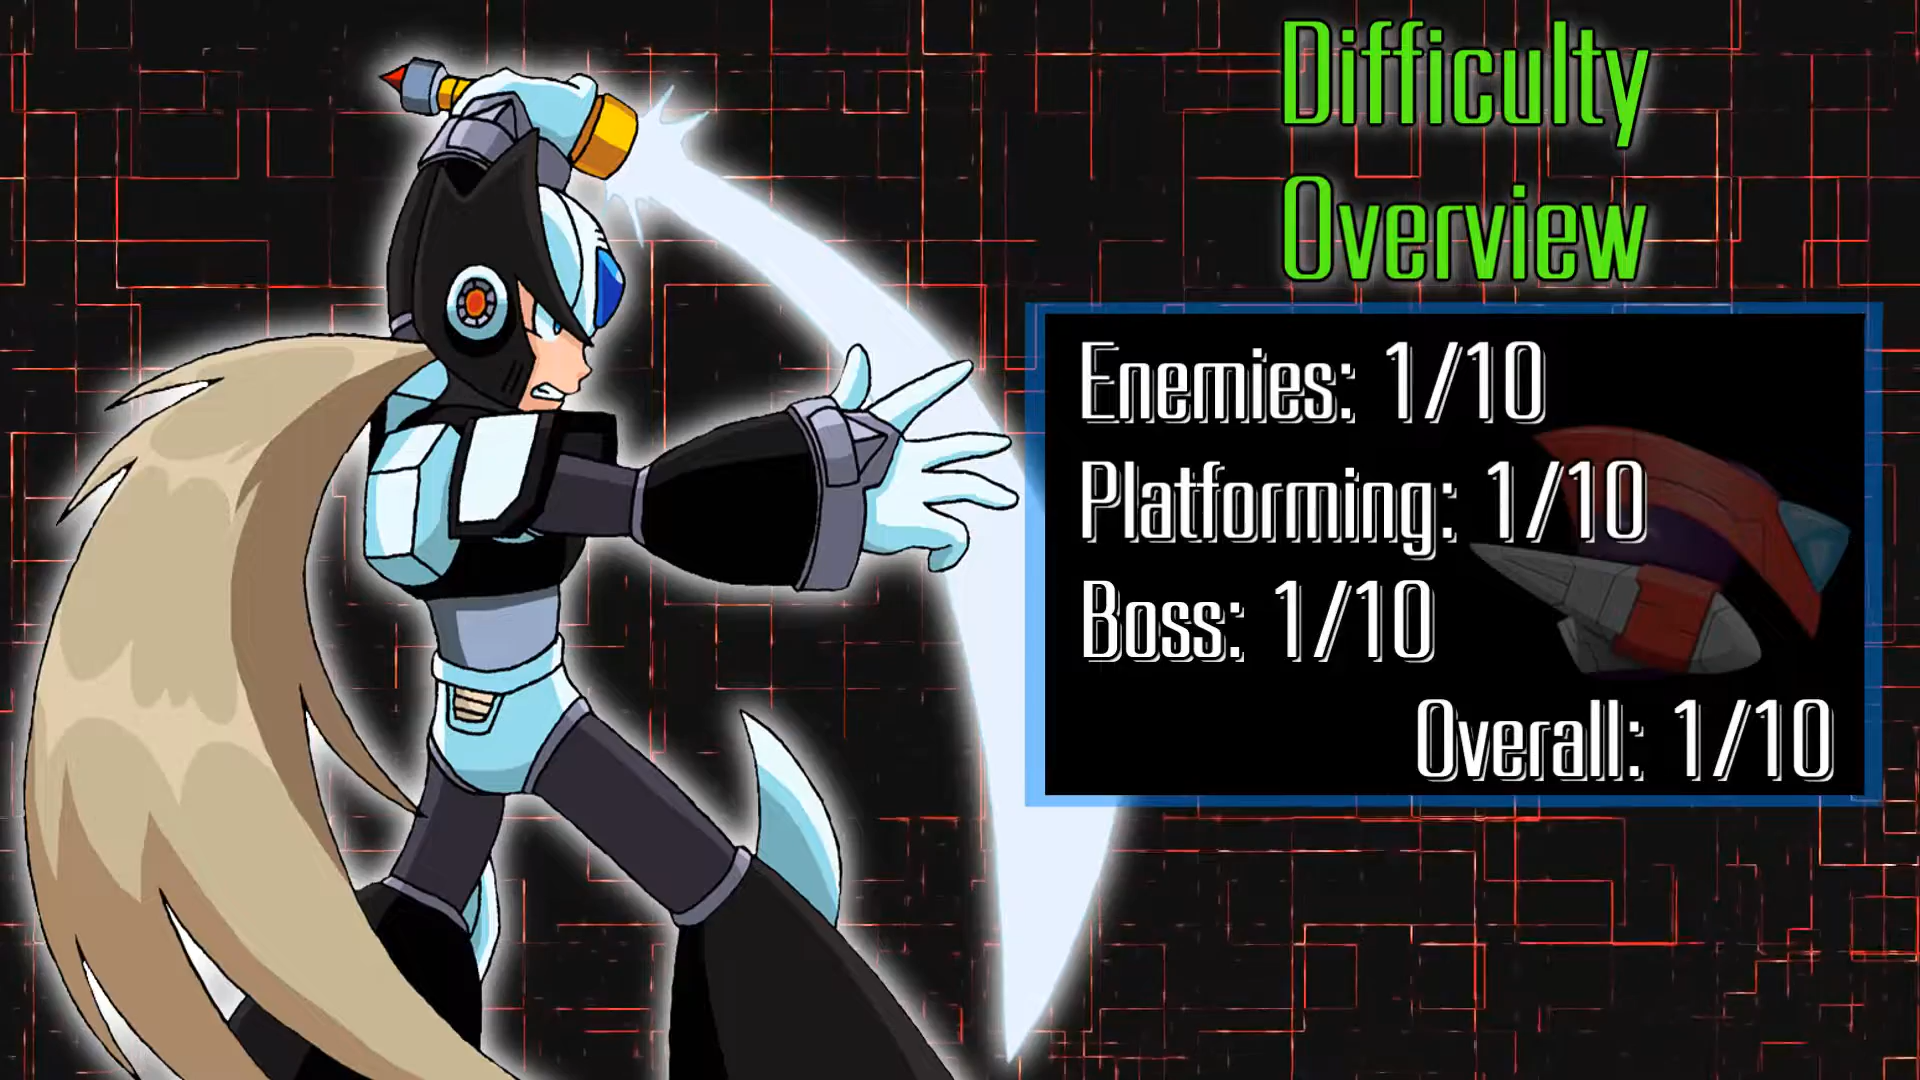 Difficulty
Overview
Enemies: 1/10
Platforming: 1/10
Boss: 1/10
Overall: 1/10